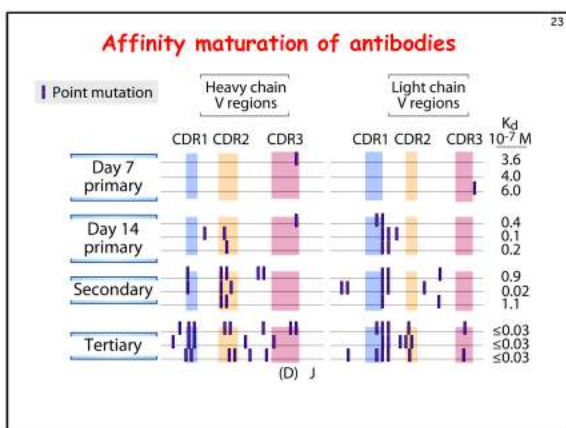 23
Affinity maturation of antibodies
Point mutation
Heavy chain
V regions
Light chain
V regions
Kd
10-7 M
CDR1 CDR2 CDR3 CDR1 CDR2 CDR3
Day 7
primary
3.6
4.0
6.0
Day 14
primary
0.4
0.1
0.2
Secondary
0.9
0.02
1.1
Tertiary
≤0.03
≤0.03
≤0.03
(D) J